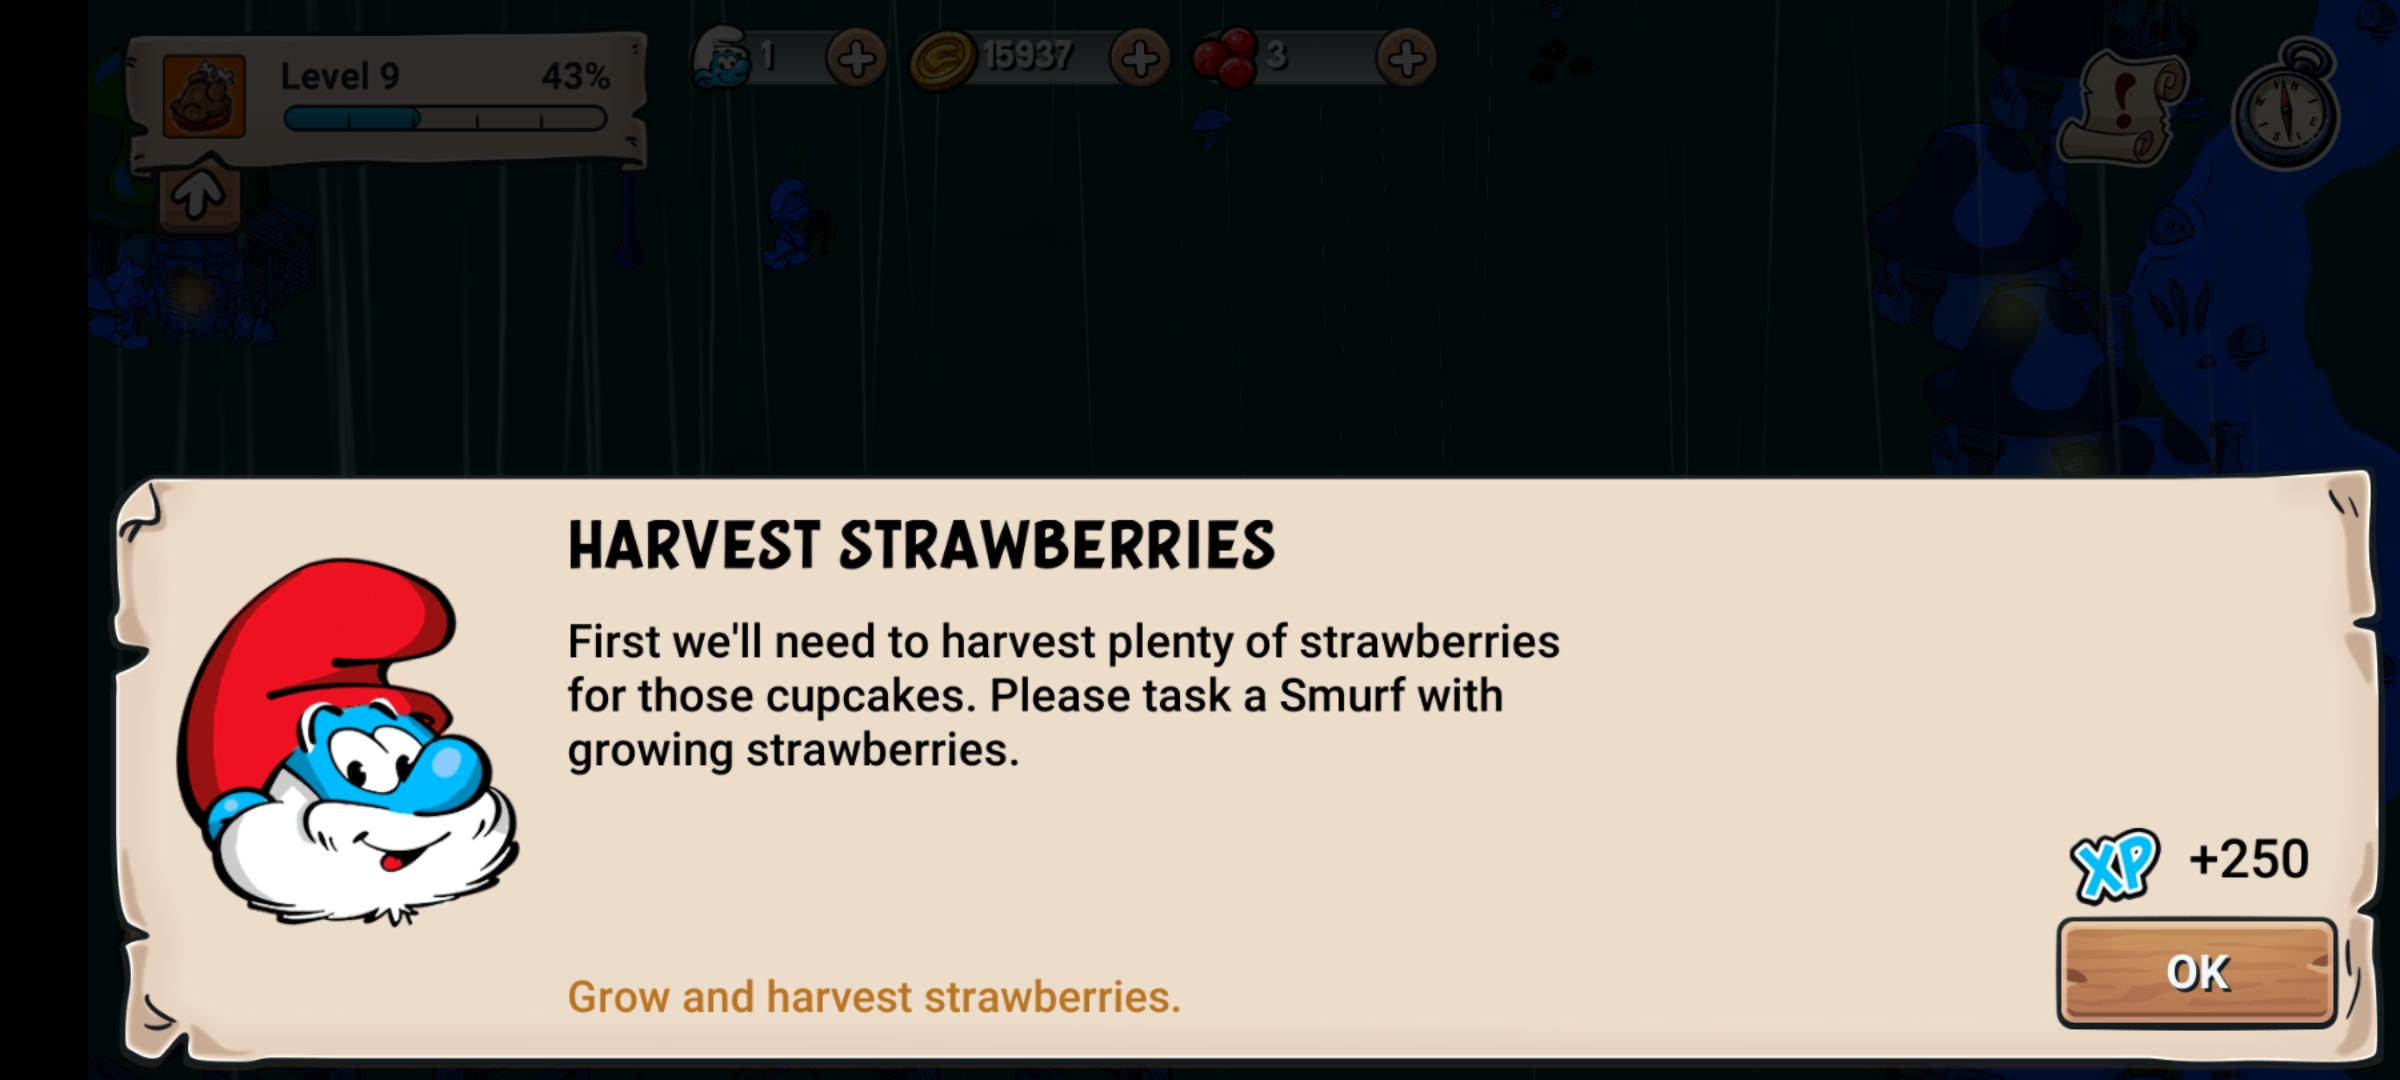 Level 9 43%
1
15937
3
HARVEST STRAWBERRIES
First we'll need to harvest plenty of strawberries
for those cupcakes. Please task a Smurf with
growing strawberries.
XP +250
OK
Grow and harvest strawberries.